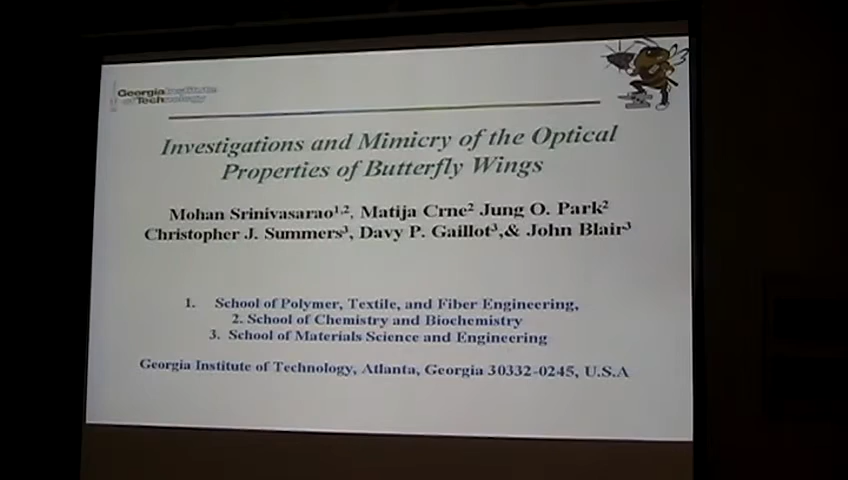 Georgia Institute
of Technology
Investigations and Mimicry of the Optical
Properties of Butterfly Wings
Mohan Srinivasarao1,2, Matija Crne2 Jung O. Park2
Christopher J. Summers3, Davy P. Gaillot3,& John Blair3
1. School of Polymer, Textile, and Fiber Engineering,
2. School of Chemistry and Biochemistry
3. School of Materials Science and Engineering
Georgia Institute of Technology, Atlanta, Georgia 30332-0245, U.S.A